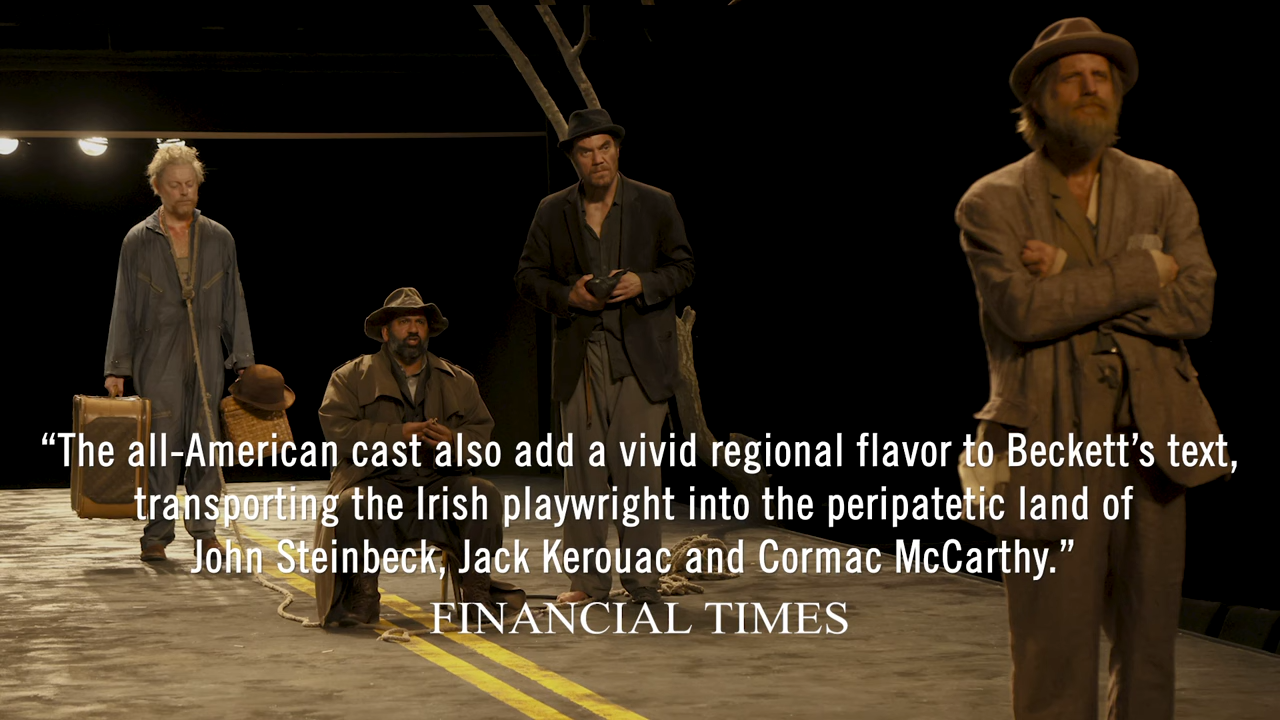 “The all-American cast also add a vivid regional flavor to Beckett’s text,
transporting the Irish playwright into the peripatetic land of
John Steinbeck, Jack Kerouac and Cormac McCarthy.”
FINANCIAL TIMES